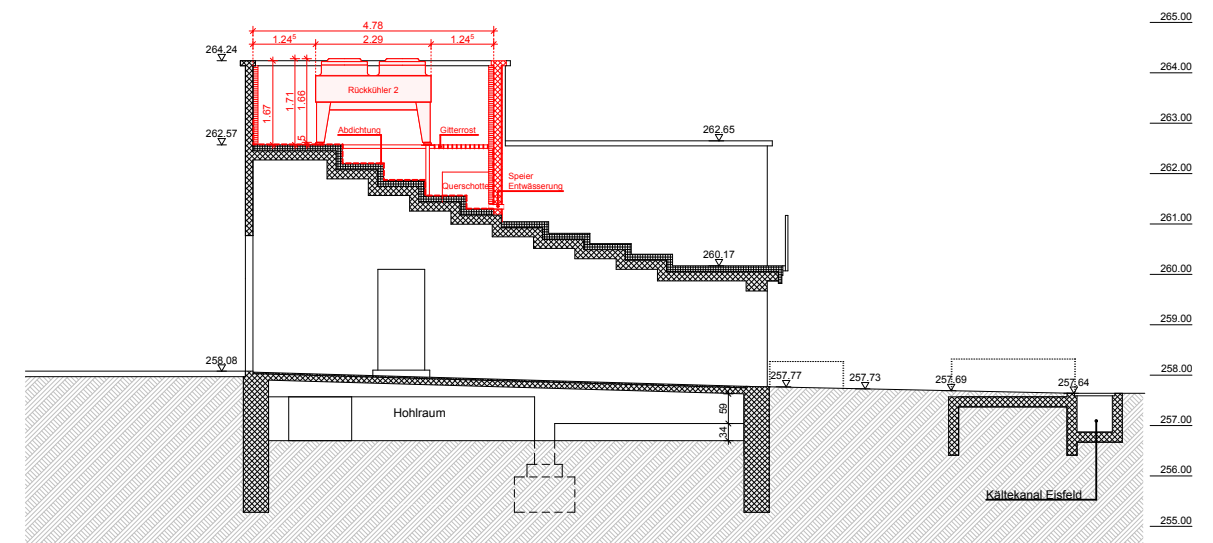 4.78
265.00
1.24⁵ 2.29 1.24⁵
264.24
264.00
Rückkühler 2
1.67
1.71
1.66
5
263.00
Abdichtung Gitterrost
262.57
262.65
262.00
Querschotte
Speier
Entwässerung
261.00
260.17
260.00
259.00
258.08
258.00
257.77 257.73 257.69 257.64
Hohlraum
59
34
257.00
256.00
Kältekanal Eisfeld
255.00